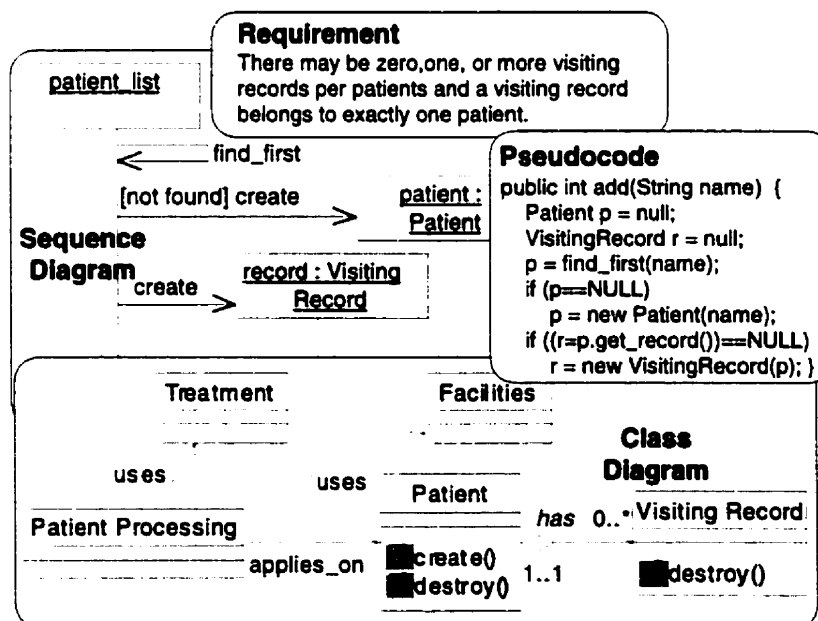 Requirement
There may be zero,one, or more visiting
records per patients and a visiting record
belongs to exactly one patient.
patient_list
find_first
[not found] create
patient :
Patient
Sequence
Diagram
create
record : Visiting
Record
Pseudocode
public int add(String name) {
Patient p = null;
VisitingRecord r = null;
p = find_first(name);
if (p==NULL)
p = new Patient(name);
if ((r=p.get_record())==NULL)
r = new VisitingRecord(p); }
Treatment
Facilities
Class
Diagram
uses
uses
Patient Processing
applies_on
Patient
create()
destroy()
has
0..*
1..1
Visiting Record
destroy()